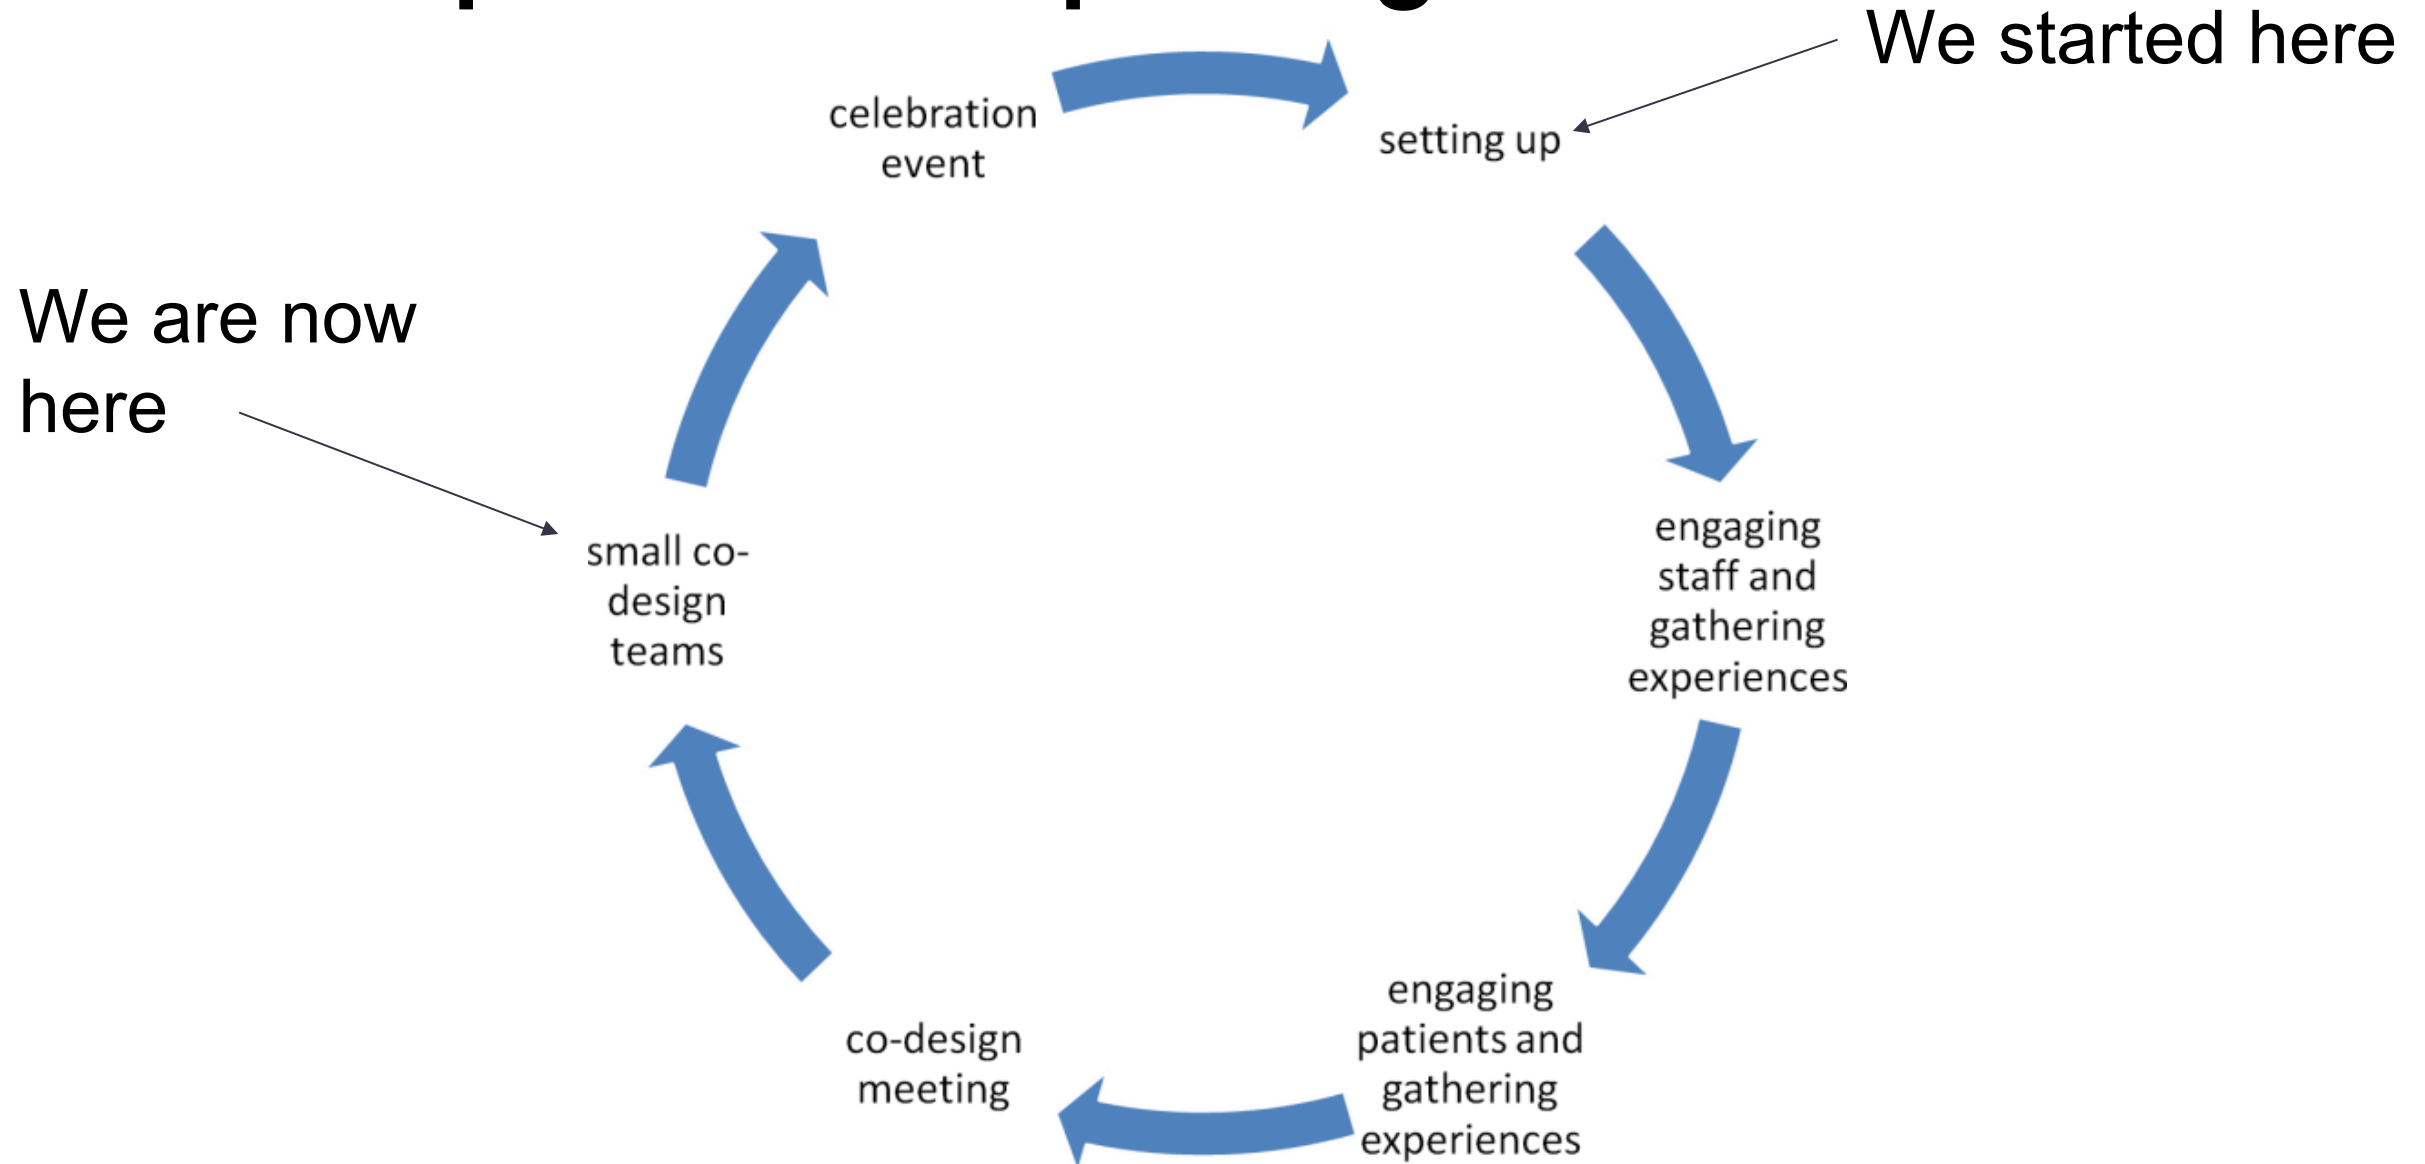 We started here
celebration
event
setting up
We are now
here
engaging
staff and
gathering
experiences
small co-
design
teams
engaging
patients and
gathering
experiences
co-design
meeting